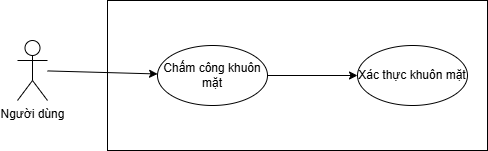 Chấm công khuôn
mặt
Xác thực khuôn mặt
Người dùng